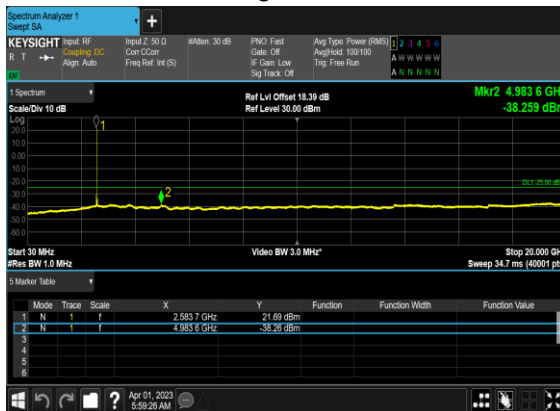 Spectrum Analyzer 1
Swept SA
KEYSIGHT Input: RF Input Z: 50 Ω #Atten: 30 dB PNO: Fast Avg Type: Power (RMS) 1 2 3 4 5 6
R T Coupling: DC Corr CCorr Gate: Off Avg|Hold: 100/100 A W W W W W
Align: Auto Freq Ref: Int (S) IF Gain: Low Trig: Free Run
Sig Track: Off A N N N N N
1 Spectrum Ref Lvl Offset 18.39 dB Mkr2 4.983 6 GH
Scale/Div 10 dB Ref Level 30.00 dBm -38.259 dBn
Log
20.0
10.0
0.00
-10.0
-20.0
-30.0
-40.0
-50.0
-60.0
1
2
Start 30 MHz Video BW 3.0 MHz* Stop 20.000 GH
#Res BW 1.0 MHz Sweep 34.7 ms (40001 pt
5 Marker Table
Mode Trace Scale X Y Function Function Width Function Value
1 N 1 f 2.583 7 GHz 21.69 dBm
2 N 1 f 4.983 6 GHz -38.26 dBm
3
4
5
6
? Apr 01, 2023
5:59:26 AM